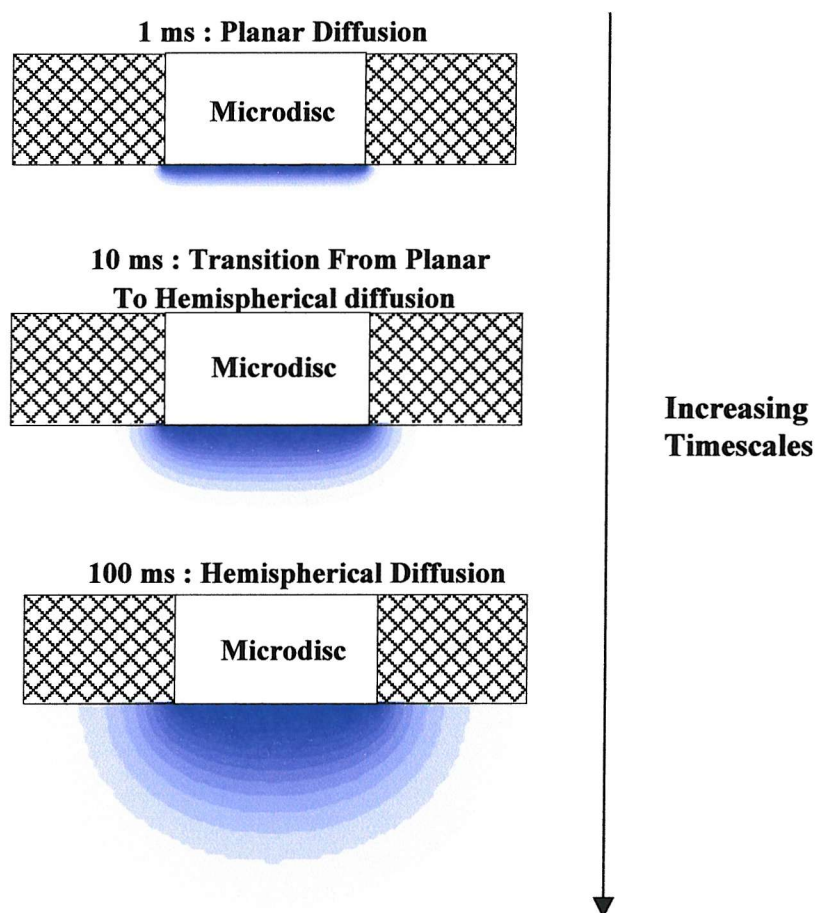 1 ms : Planar Diffusion
Microdisc
10 ms : Transition From Planar
To Hemispherical diffusion
Microdisc
Increasing
Timescales
100 ms : Hemispherical Diffusion
Microdisc